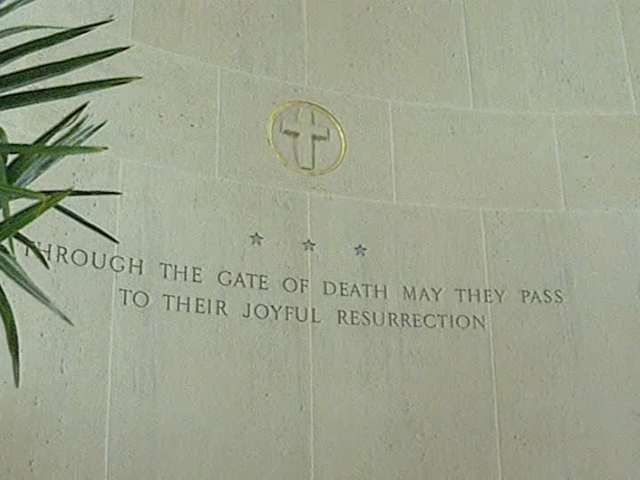 THROUGH THE GATE OF DEATH MAY THEY PASS
TO THEIR JOYFUL RESURRECTION